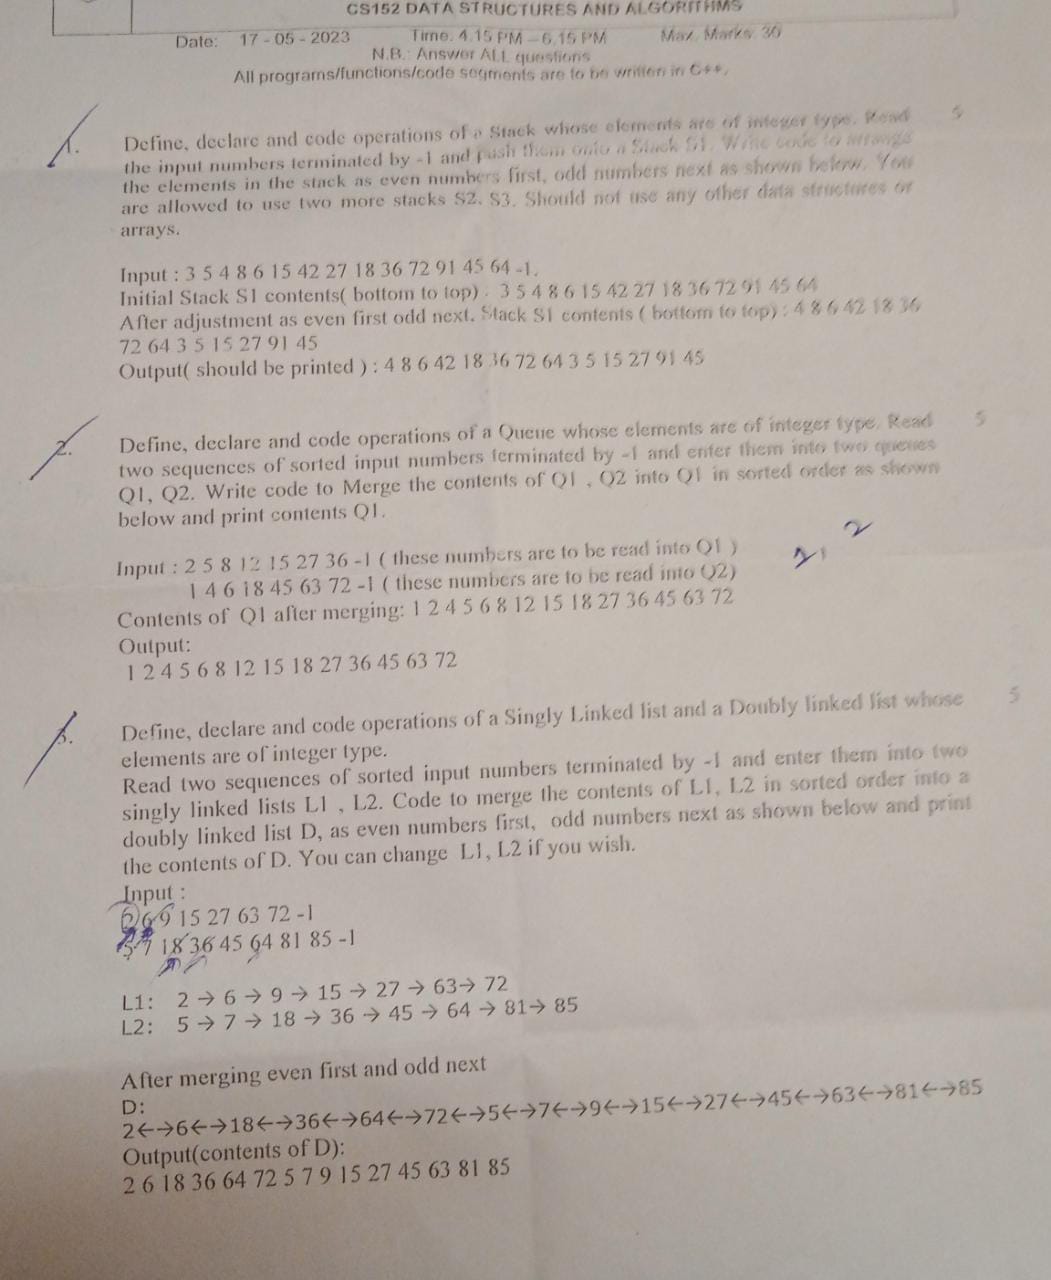 CS152 DATA STRUCTURES AND ALGORITHMS
Date: 17 - 05 - 2023 Time. 4.15 PM – 6.15 PM Max. Marks 30
N.B.: Answer ALL questions
All programs/functions/code segments are to be written in C++.
1. Define, declare and code operations of a Stack whose elements are of integer type. Read 5
the input numbers terminated by -1 and push them onto a Stack S1. Write code to arrange
the elements in the stack as even numbers first, odd numbers next as shown below. You
are allowed to use two more stacks S2, S3. Should not use any other data structures or
arrays.
Input : 3 5 4 8 6 15 42 27 18 36 72 91 45 64 -1,
Initial Stack S1 contents( bottom to top) : 3 5 4 8 6 15 42 27 18 36 72 91 45 64
After adjustment as even first odd next, Stack S1 contents ( bottom to top) : 4 8 6 42 18 36
72 64 3 5 15 27 91 45
Output( should be printed ) : 4 8 6 42 18 36 72 64 3 5 15 27 91 45
2. Define, declare and code operations of a Queue whose elements are of integer type. Read 5
two sequences of sorted input numbers terminated by -1 and enter them into two queues
Q1, Q2. Write code to Merge the contents of Q1 , Q2 into Q1 in sorted order as shown
below and print contents Q1.
Input : 2 5 8 12 15 27 36 -1 ( these numbers are to be read into Q1 )
1 4 6 18 45 63 72 -1 ( these numbers are to be read into Q2)
Contents of Q1 after merging: 1 2 4 5 6 8 12 15 18 27 36 45 63 72
Output:
1 2 4 5 6 8 12 15 18 27 36 45 63 72
3. Define, declare and code operations of a Singly Linked list and a Doubly linked list whose 5
elements are of integer type.
Read two sequences of sorted input numbers terminated by -1 and enter them into two
singly linked lists L1 , L2. Code to merge the contents of L1, L2 in sorted order into a
doubly linked list D, as even numbers first, odd numbers next as shown below and print
the contents of D. You can change L1, L2 if you wish.
Input :
2 6 9 15 27 63 72 -1
5 7 18 36 45 64 81 85 -1
L1: 2 → 6 → 9 → 15 → 27 → 63→ 72
L2: 5 → 7 → 18 → 36 → 45 → 64 → 81→ 85
After merging even first and odd next
D:
2←→6←→18←→36←→64←→72←→5←→7←→9←→15←→27←→45←→63←→81←→85
Output(contents of D):
2 6 18 36 64 72 5 7 9 15 27 45 63 81 85